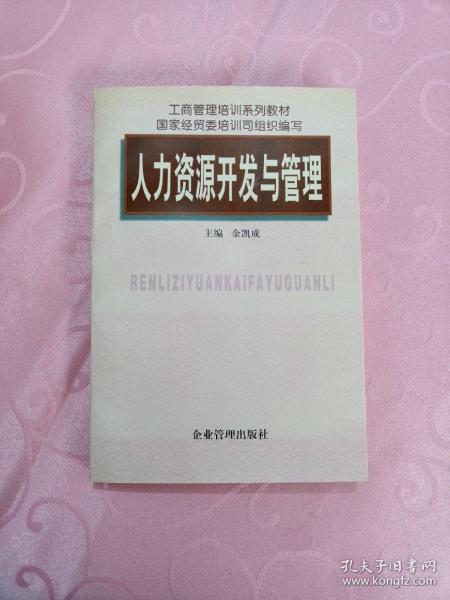 工商管理培训系列教材
国家经贸委培训司组织编写
人力资源开发与管理
主编 余凯成
RENLIZIYUANKAIFAYUGUANLI
企业管理出版社
孔夫子旧书网
www.kongfz.com